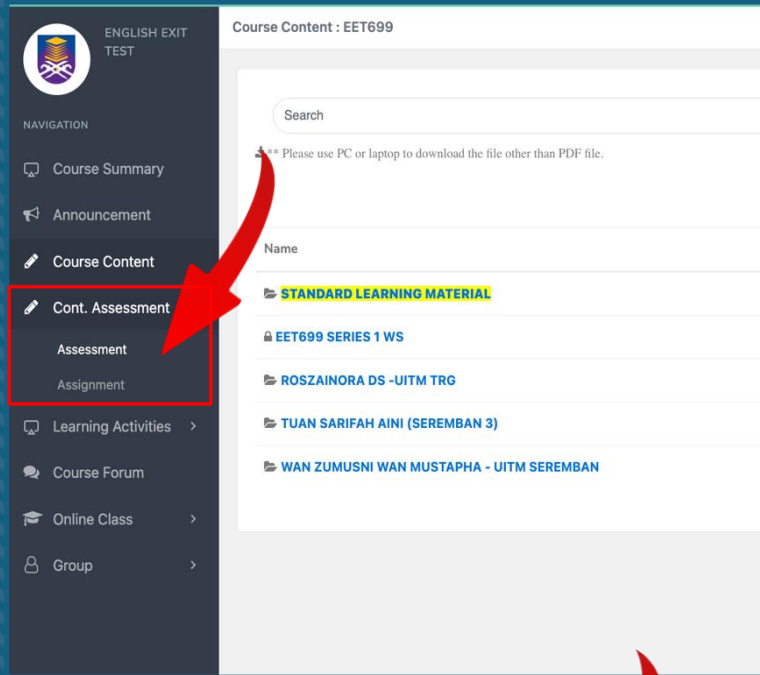 ENGLISH EXIT
TEST
NAVIGATION
Course Summary
Announcement
Course Content
Cont. Assessment
Assessment
Assignment
Learning Activities
Course Forum
Online Class
Group
Course Content : EET699
Search
** Please use PC or laptop to download the file other than PDF file.
Name
STANDARD LEARNING MATERIAL
EET699 SERIES 1 WS
ROSZAINORA DS -UITM TRG
TUAN SARIFAH AINI (SEREMBAN 3)
WAN ZUMUSNI WAN MUSTAPHA - UITM SEREMBAN